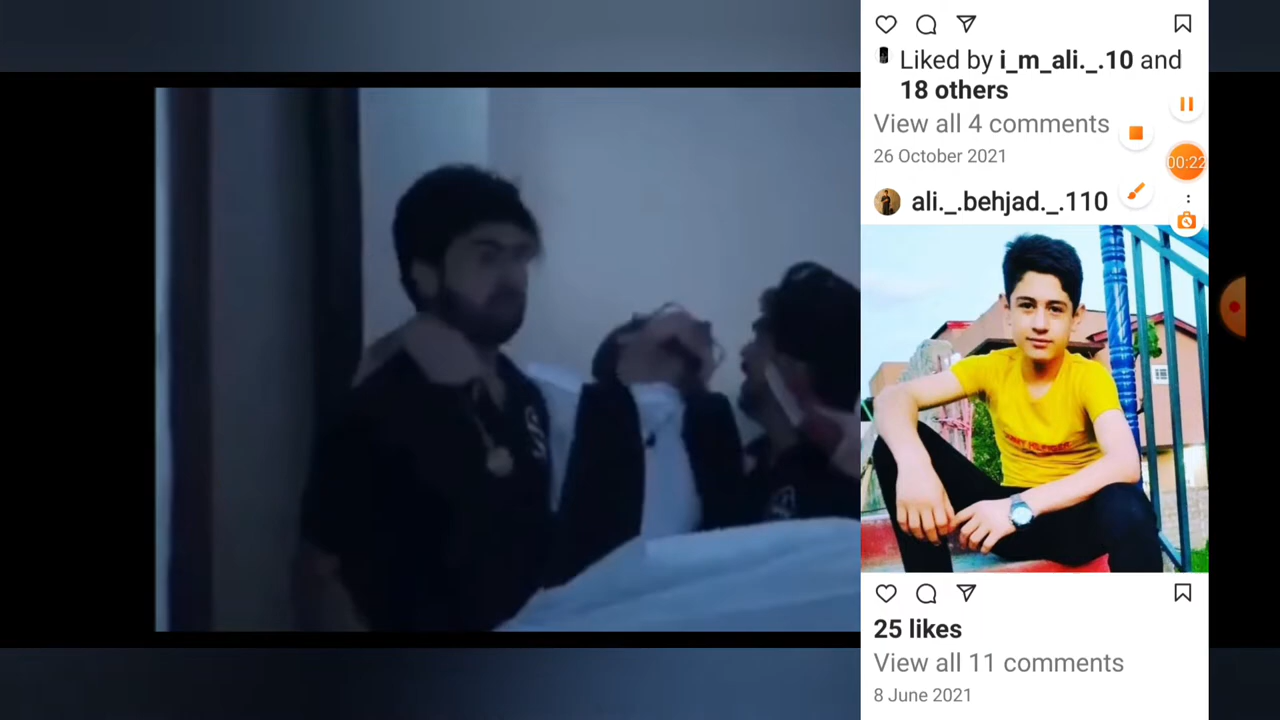 Liked by i_m_ali._.10 and
18 others
View all 4 comments
26 October 2021
00:22
ali._.behjad._.110
25 likes
View all 11 comments
8 June 2021